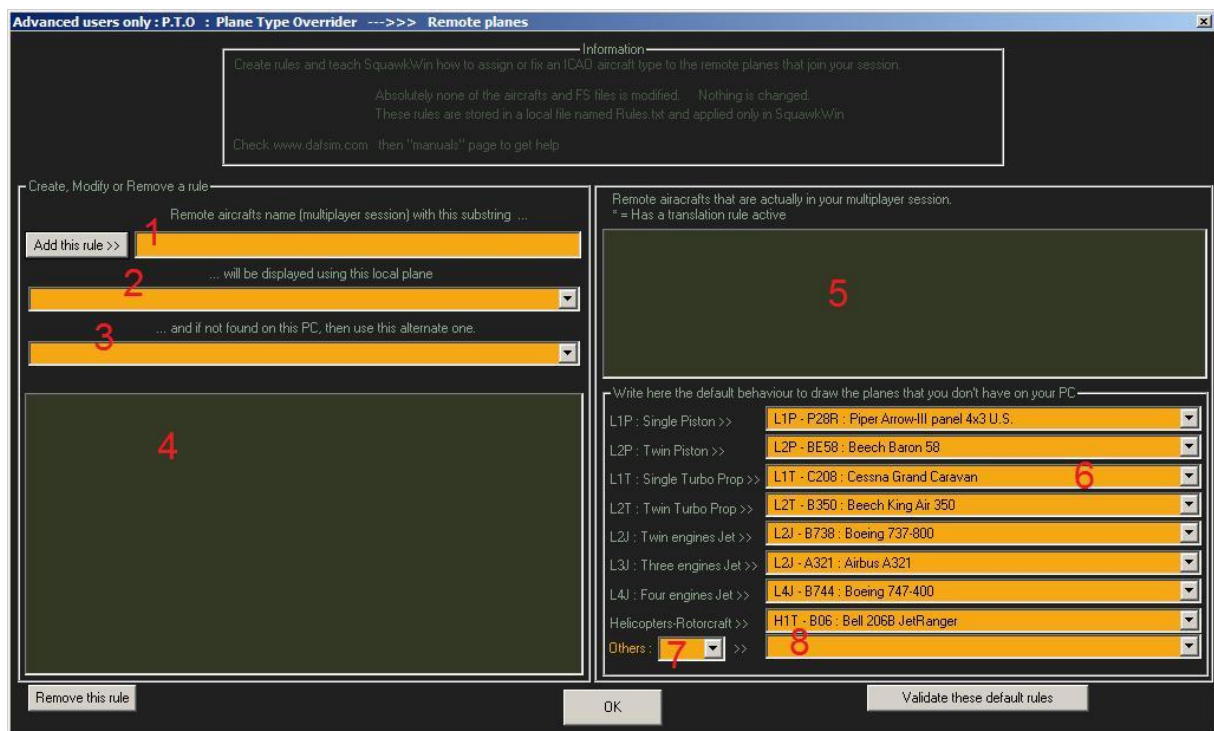 Advanced users only : P.T.O : Plane Type Overrider --->>> Remote planes
Information
Create rules and teach SquawkWin how to assign or fix an ICAO aircraft type to the remote planes that join your session.
Absolutely none of the aircrafts and FS files is modified. Nothing is changed.
These rules are stored in a local file named Rules.txt and applied only in SquawkWin
Check www.dafsim.com then "manuals" page to get help
Create, Modify or Remove a rule
Remote aircrafts name (multiplayer session) with this substring ...
Add this rule >>
1
... will be displayed using this local plane
2
... and if not found on this PC, then use this alternate one.
3
4
Remove this rule
Remote airacrafts that are actually in your multiplayer session.
* = Has a translation rule active
5
Write here the default behaviour to draw the planes that you don't have on your PC
L1P : Single Piston >> L1P - P28R : Piper Arrow-III panel 4x3 U.S.
L2P : Twin Piston >> L2P - BE58 : Beech Baron 58
L1T : Single Turbo Prop >> L1T - C208 : Cessna Grand Caravan 6
L2T : Twin Turbo Prop >> L2T - B350 : Beech King Air 350
L2J : Twin engines Jet >> L2J - B738 : Boeing 737-800
L3J : Three engines Jet >> L2J - A321 : Airbus A321
L4J : Four engines Jet >> L4J - B744 : Boeing 747-400
Helicopters-Rotorcraft >> H1T - B06 : Bell 206B JetRanger
Others : 7 >> 8
OK
Validate these default rules